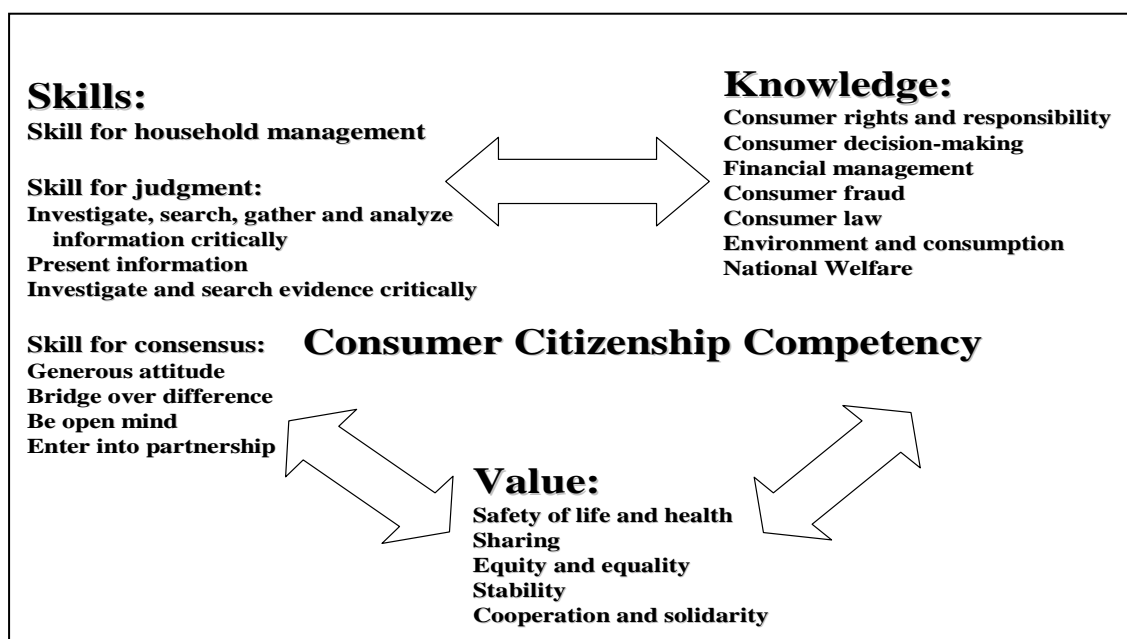 Skills:
Skill for household management
Skill for judgment:
Investigate, search, gather and analyze
information critically
Present information
Investigate and search evidence critically
Skill for consensus:
Generous attitude
Bridge over difference
Be open mind
Enter into partnership
Knowledge:
Consumer rights and responsibility
Consumer decision-making
Financial management
Consumer fraud
Consumer law
Environment and consumption
National Welfare
Consumer Citizenship Competency
Value:
Safety of life and health
Sharing
Equity and equality
Stability
Cooperation and solidarity